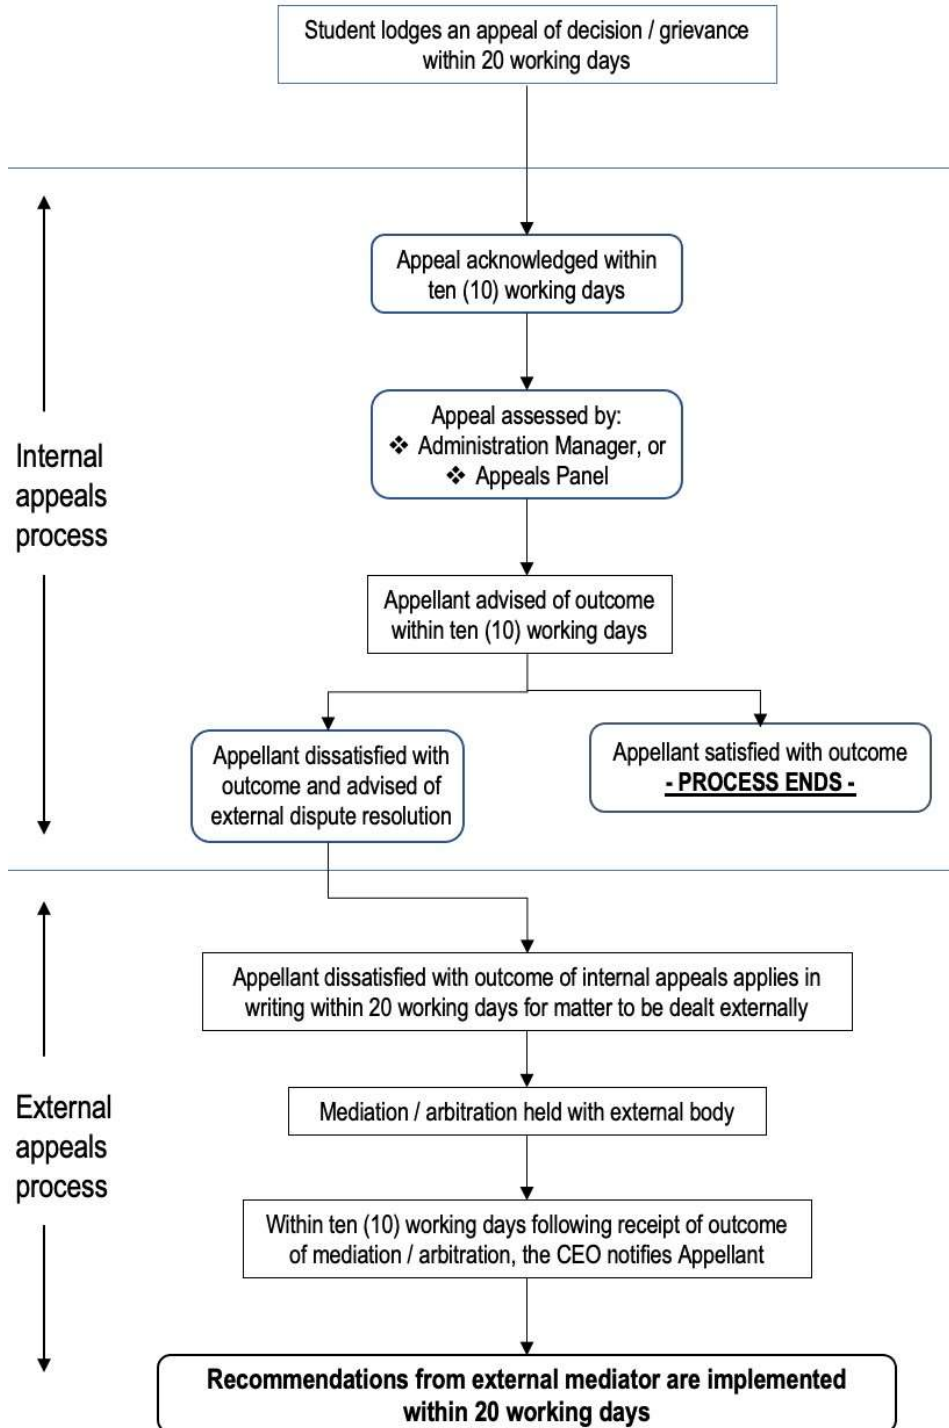 Student lodges an appeal of decision / grievance
within 20 working days
Appeal acknowledged within
ten (10) working days
Appeal assessed by:
❖ Administration Manager, or
❖ Appeals Panel
Internal
appeals
process
Appellant advised of outcome
within ten (10) working days
Appellant dissatisfied with
outcome and advised of
external dispute resolution
Appellant satisfied with outcome
- PROCESS ENDS -
Appellant dissatisfied with outcome of internal appeals applies in
writing within 20 working days for matter to be dealt externally
External
appeals
process
Mediation / arbitration held with external body
Within ten (10) working days following receipt of outcome
of mediation / arbitration, the CEO notifies Appellant
Recommendations from external mediator are implemented
within 20 working days